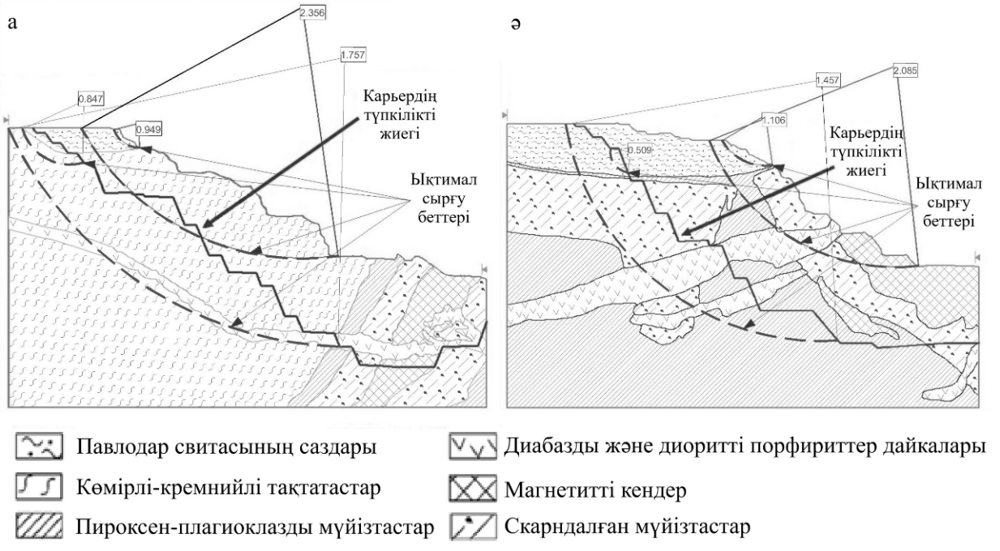 а
2.356
1.757
0.847
0.949
Карьердің
түпкілікті
жиегі
Ықтимал
сырғу
беттері
ә
2.085
1.457
1.106
0.509
Карьердің
түпкілікті
жиегі
Ықтимал
сырғу
беттері
Павлодар свитасының саздары
Көмірлі-кремнийлі тақтатастар
Пироксен-плагиоклазды мүйізтастар
Диабазды және диоритті порфириттер дайкалары
Магнетитті кендер
Скарндалған мүйізтастар